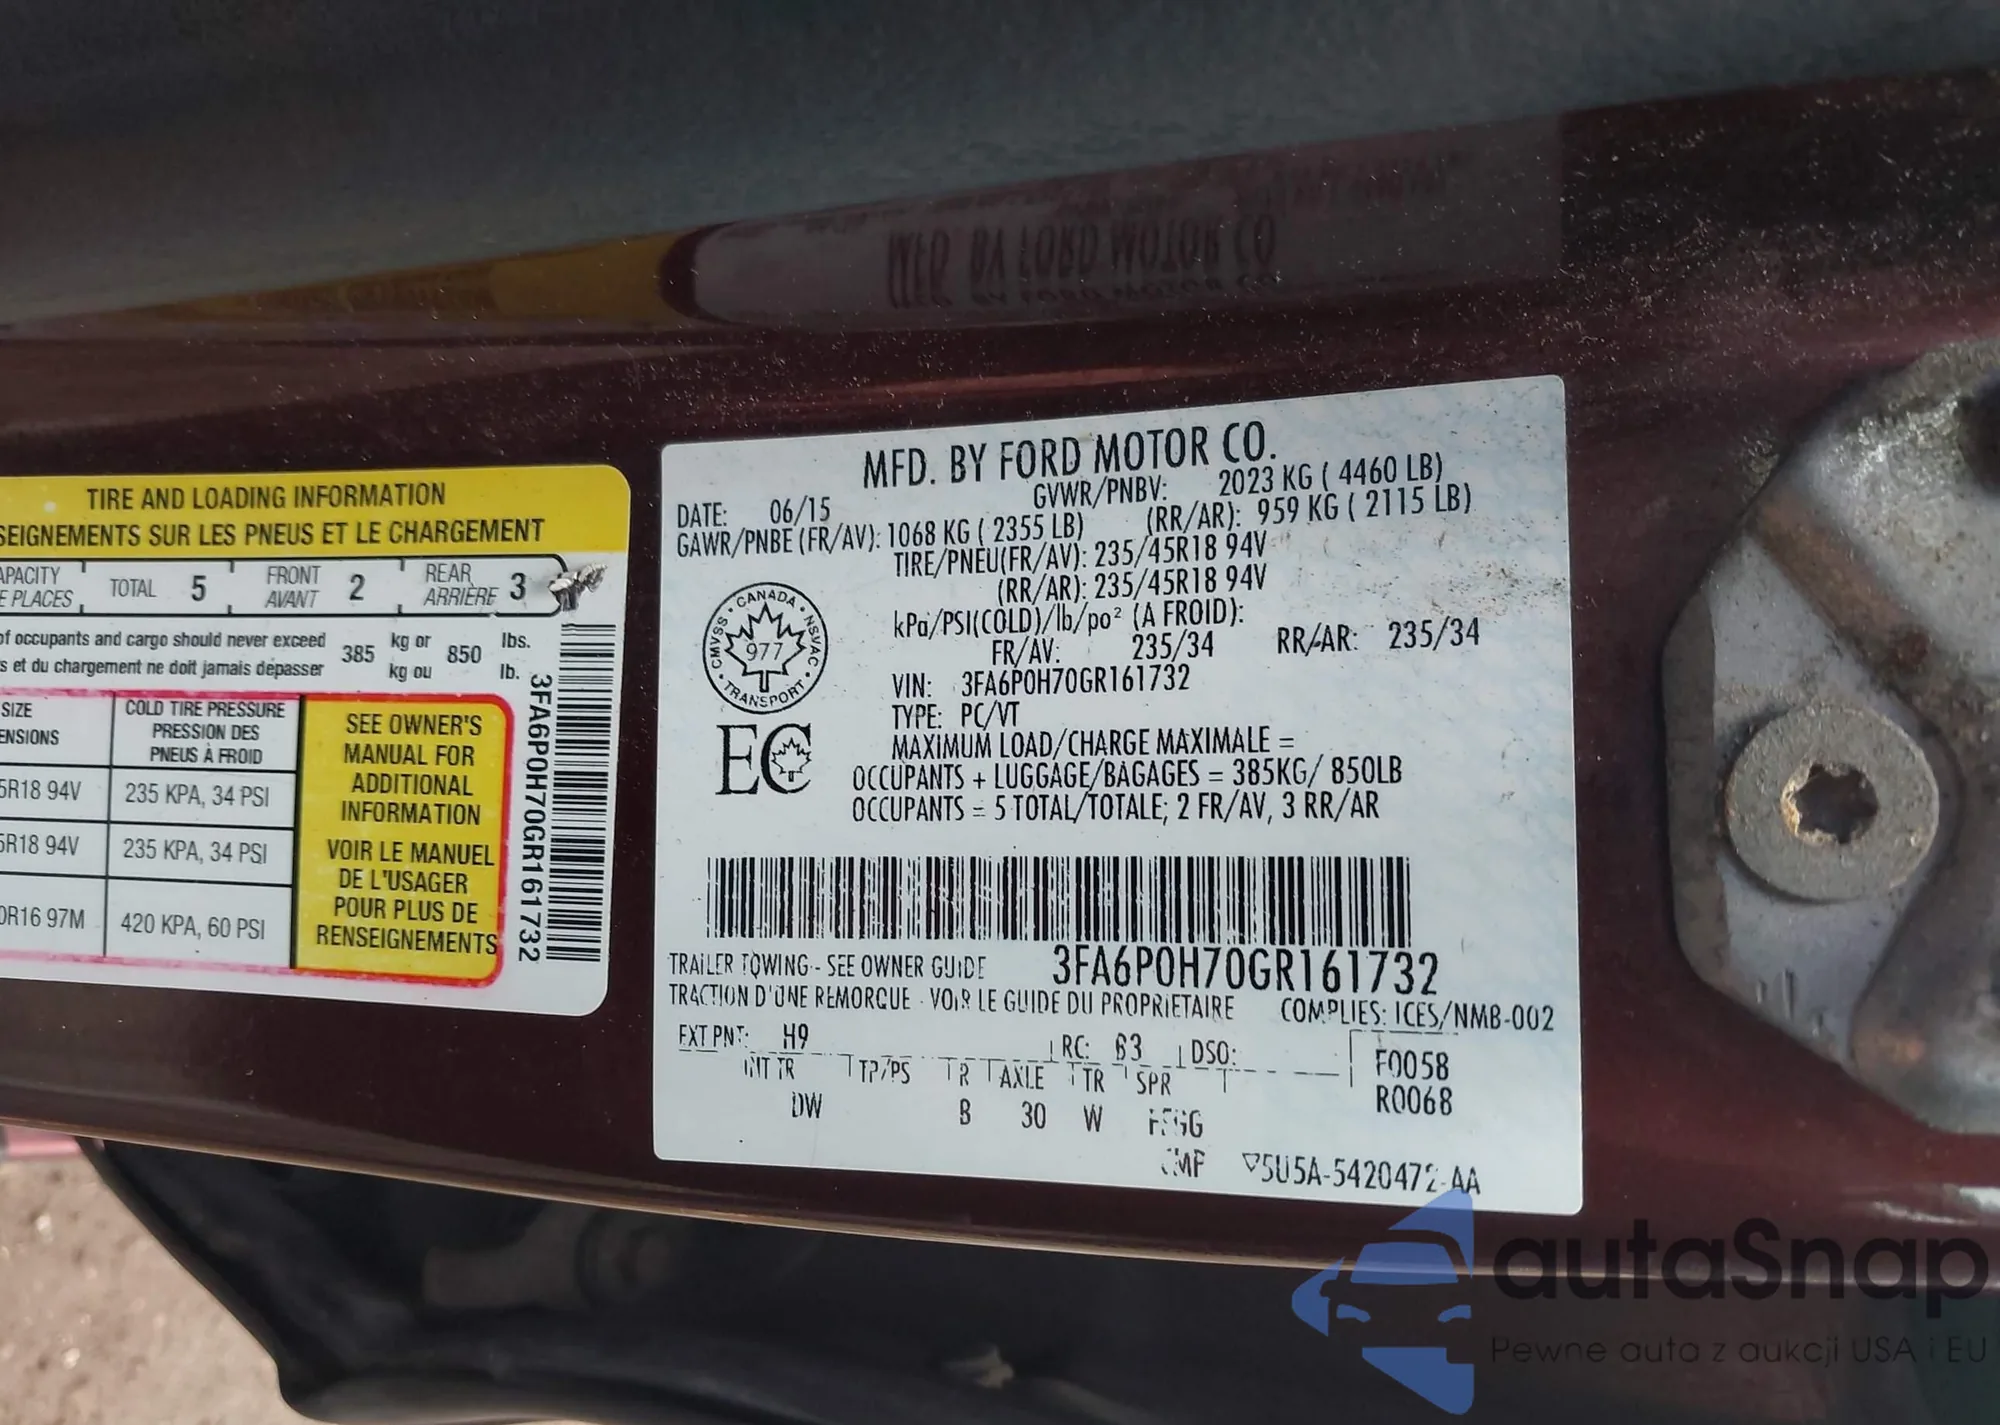 TIRE AND LOADING INFORMATION
SEIGNEMENTS SUR LES PNEUS ET LE CHARGEMENT
APACITY
E PLACES
TOTAL 5
FRONT
AVANT 2
REAR
ARRIÈRE 3
of occupants and cargo should never exceed
s et du chargement ne doit jamais dépasser
385
kg or
kg ou
850
lbs.
lb.
SIZE
ENSIONS
COLD TIRE PRESSURE
PRESSION DES
PNEUS À FROID
5R18 94V 235 KPA, 34 PSI
5R18 94V 235 KPA, 34 PSI
0R16 97M 420 KPA, 60 PSI
SEE OWNER'S
MANUAL FOR
ADDITIONAL
INFORMATION
VOIR LE MANUEL
DE L'USAGER
POUR PLUS DE
RENSEIGNEMENTS
3FA6P0H70GR161732
MFD. BY FORD MOTOR CO.
DATE: 06/15 GVWR/PNBV: 2023 KG ( 4460 LB)
GAWR/PNBE (FR/AV): 1068 KG ( 2355 LB) (RR/AR): 959 KG ( 2115 LB)
TIRE/PNEU(FR/AV): 235/45R18 94V
(RR/AR): 235/45R18 94V
kPa/PSI(COLD)/lb/po² (A FROID):
FR/AV: 235/34 RR/AR: 235/34
VIN: 3FA6P0H70GR161732
TYPE: PC/VT
MAXIMUM LOAD/CHARGE MAXIMALE =
OCCUPANTS + LUGGAGE/BAGAGES = 385KG/ 850LB
OCCUPANTS = 5 TOTAL/TOTALE; 2 FR/AV, 3 RR/AR
CANADA
CMVSS 977 NSVAC
TRANSPORT
EC
3FA6P0H70GR161732
TRAILER TOWING - SEE OWNER GUIDE
TRACTION D'UNE REMORQUE - VOIR LE GUIDE DU PROPRIETAIRE
COMPLIES: ICES/NMB-002
EXT PNT: H9 RC: 63 DSO:
INT TR TP/PS R AXLE TR SPR
DW B 30 W
F0058
R0068
▽5U5A-5420472-AA
autaSnap
Pewne auta z aukcji USA i EU